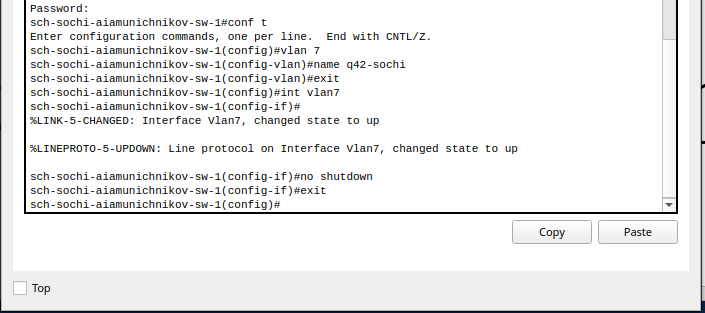 Password:
sch-sochi-aiamunichnikov-sw-1#conf t
Enter configuration commands, one per line.  End with CNTL/Z.
sch-sochi-aiamunichnikov-sw-1(config)#vlan 7
sch-sochi-aiamunichnikov-sw-1(config-vlan)#name q42-sochi
sch-sochi-aiamunichnikov-sw-1(config-vlan)#exit
sch-sochi-aiamunichnikov-sw-1(config)#int vlan7
sch-sochi-aiamunichnikov-sw-1(config-if)#
%LINK-5-CHANGED: Interface Vlan7, changed state to up
%LINEPROTO-5-UPDOWN: Line protocol on Interface Vlan7, changed state to up
sch-sochi-aiamunichnikov-sw-1(config-if)#no shutdown
sch-sochi-aiamunichnikov-sw-1(config-if)#exit
sch-sochi-aiamunichnikov-sw-1(config)#
Copy Paste
Top